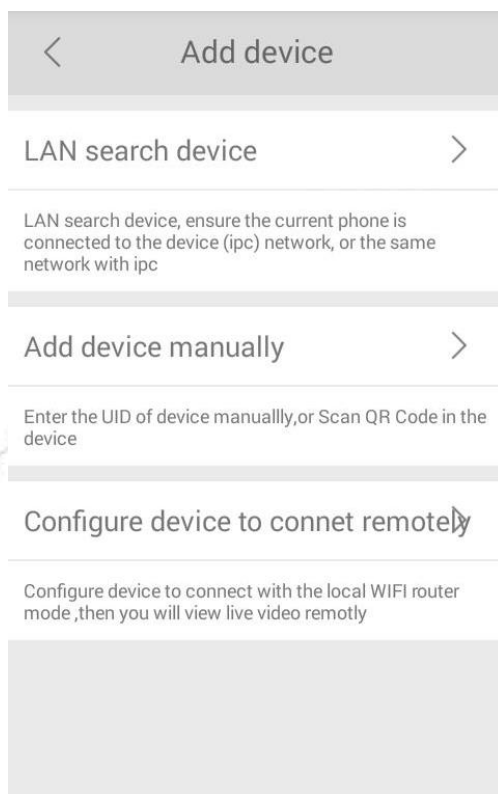 Add device
LAN search device
LAN search device, ensure the current phone is
connected to the device (ipc) network, or the same
network with ipc
Add device manually
Enter the UID of device manuallly,or Scan QR Code in the
device
Configure device to connet remotely
Configure device to connect with the local WIFI router
mode ,then you will view live video remotly